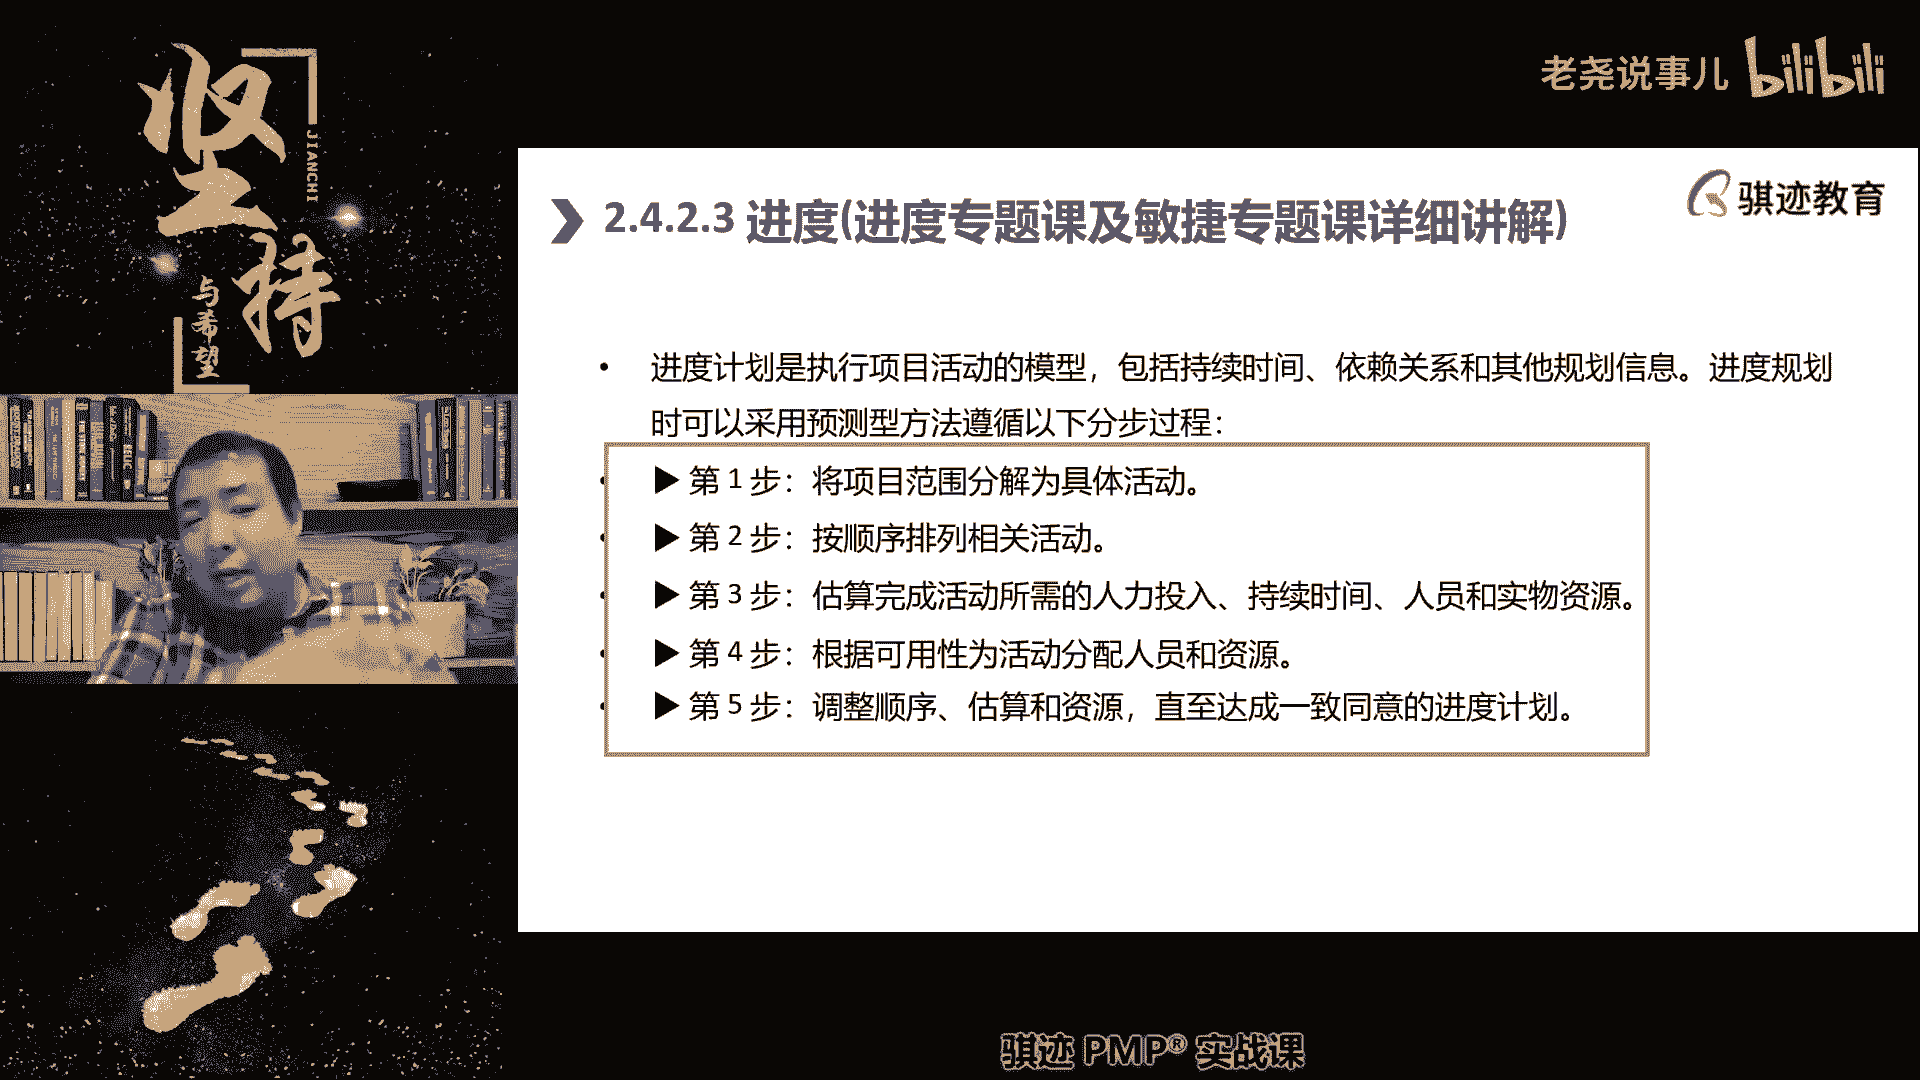 坚持
JIANCHI
与希望
老尧说事儿 bilibili
骐迹教育
2.4.2.3 进度(进度专题课及敏捷专题课详细讲解)
• 进度计划是执行项目活动的模型，包括持续时间、依赖关系和其他规划信息。进度规划
时可以采用预测型方法遵循以下分步过程：
▶ 第 1 步：将项目范围分解为具体活动。
▶ 第 2 步：按顺序排列相关活动。
▶ 第 3 步：估算完成活动所需的人力投入、持续时间、人员和实物资源。
▶ 第 4 步：根据可用性为活动分配人员和资源。
▶ 第 5 步：调整顺序、估算和资源，直至达成一致同意的进度计划。
骐迹 PMP® 实战课